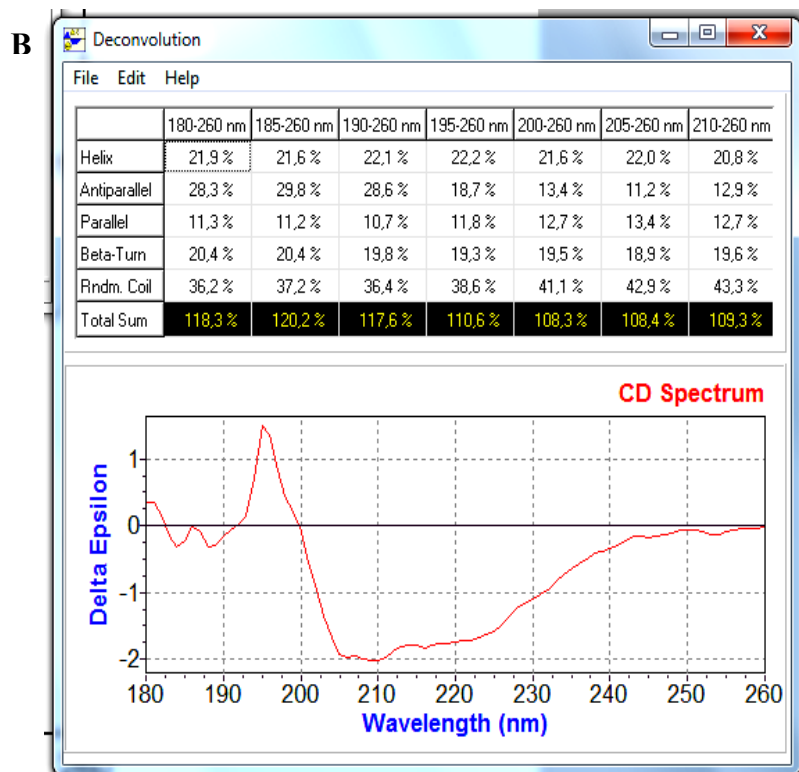 B
Deconvolution
File Edit Help
180-260 nm 185-260 nm 190-260 nm 195-260 nm 200-260 nm 205-260 nm 210-260 nm
Helix 21,9 % 21,6 % 22,1 % 22,2 % 21,6 % 22,0 % 20,8 %
Antiparallel 28,3 % 29,8 % 28,6 % 18,7 % 13,4 % 11,2 % 12,9 %
Parallel 11,3 % 11,2 % 10,7 % 11,8 % 12,7 % 13,4 % 12,7 %
Beta-Turn 20,4 % 20,4 % 19,8 % 19,3 % 19,5 % 18,9 % 19,6 %
Rndm. Coil 36,2 % 37,2 % 36,4 % 38,6 % 41,1 % 42,9 % 43,3 %
Total Sum 118,3 % 120,2 % 117,6 % 110,6 % 108,3 % 108,4 % 109,3 %
CD Spectrum
Delta Epsilon
1
0
-1
-2
180 190 200 210 220 230 240 250 260
Wavelength (nm)